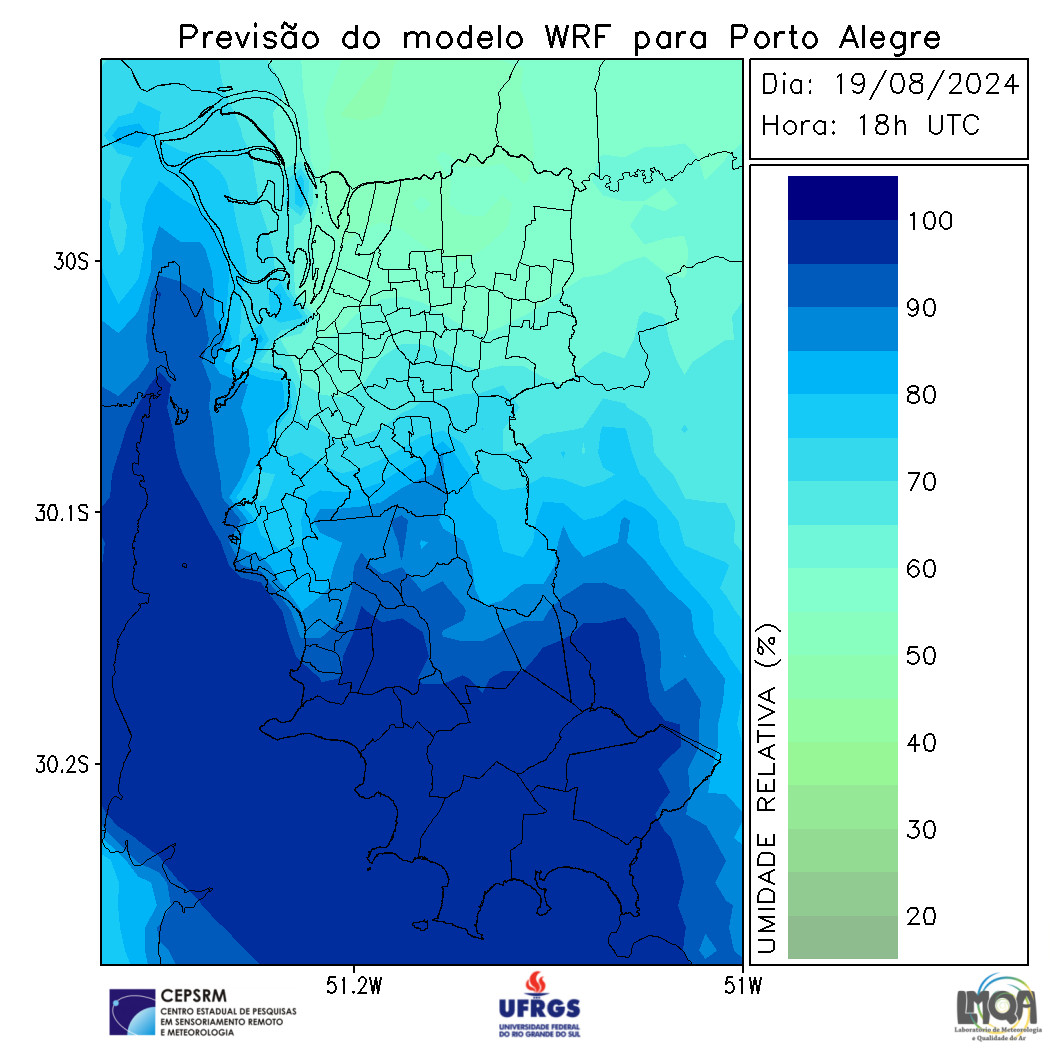 Previsão do modelo WRF para Porto Alegre
Dia: 19/08/2024
Hora: 18h UTC
100
90
80
70
60
50
40
30
20
UMIDADE RELATIVA (%)
30S
30.1S
30.2S
51.2W
51W
CEPSRM
CENTRO ESTADUAL DE PESQUISAS
EM SENSORIAMENTO REMOTO
E METEOROLOGIA
UFRGS
UNIVERSIDADE FEDERAL
DO RIO GRANDE DO SUL
LMQA
Laboratório de Meteorologia
e Qualidade do Ar